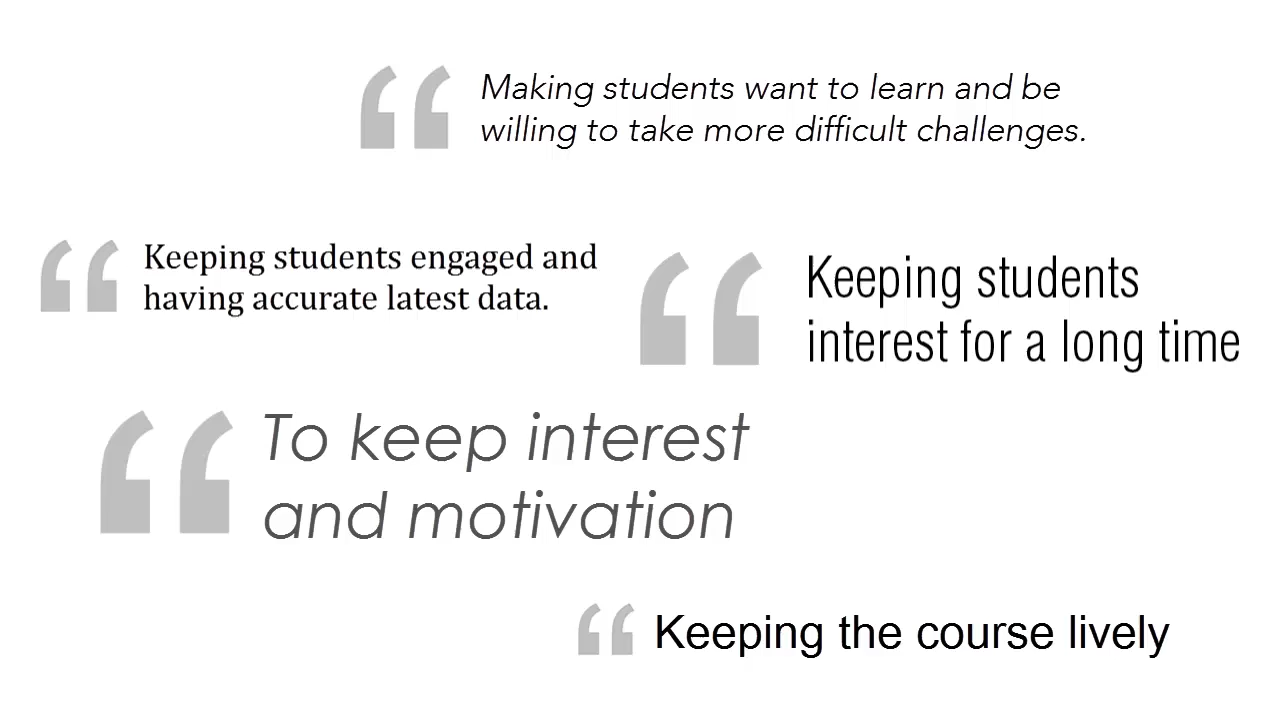 Making students want to learn and be
willing to take more difficult challenges.
Keeping students engaged and
having accurate latest data.
Keeping students
interest for a long time
To keep interest
and motivation
Keeping the course lively